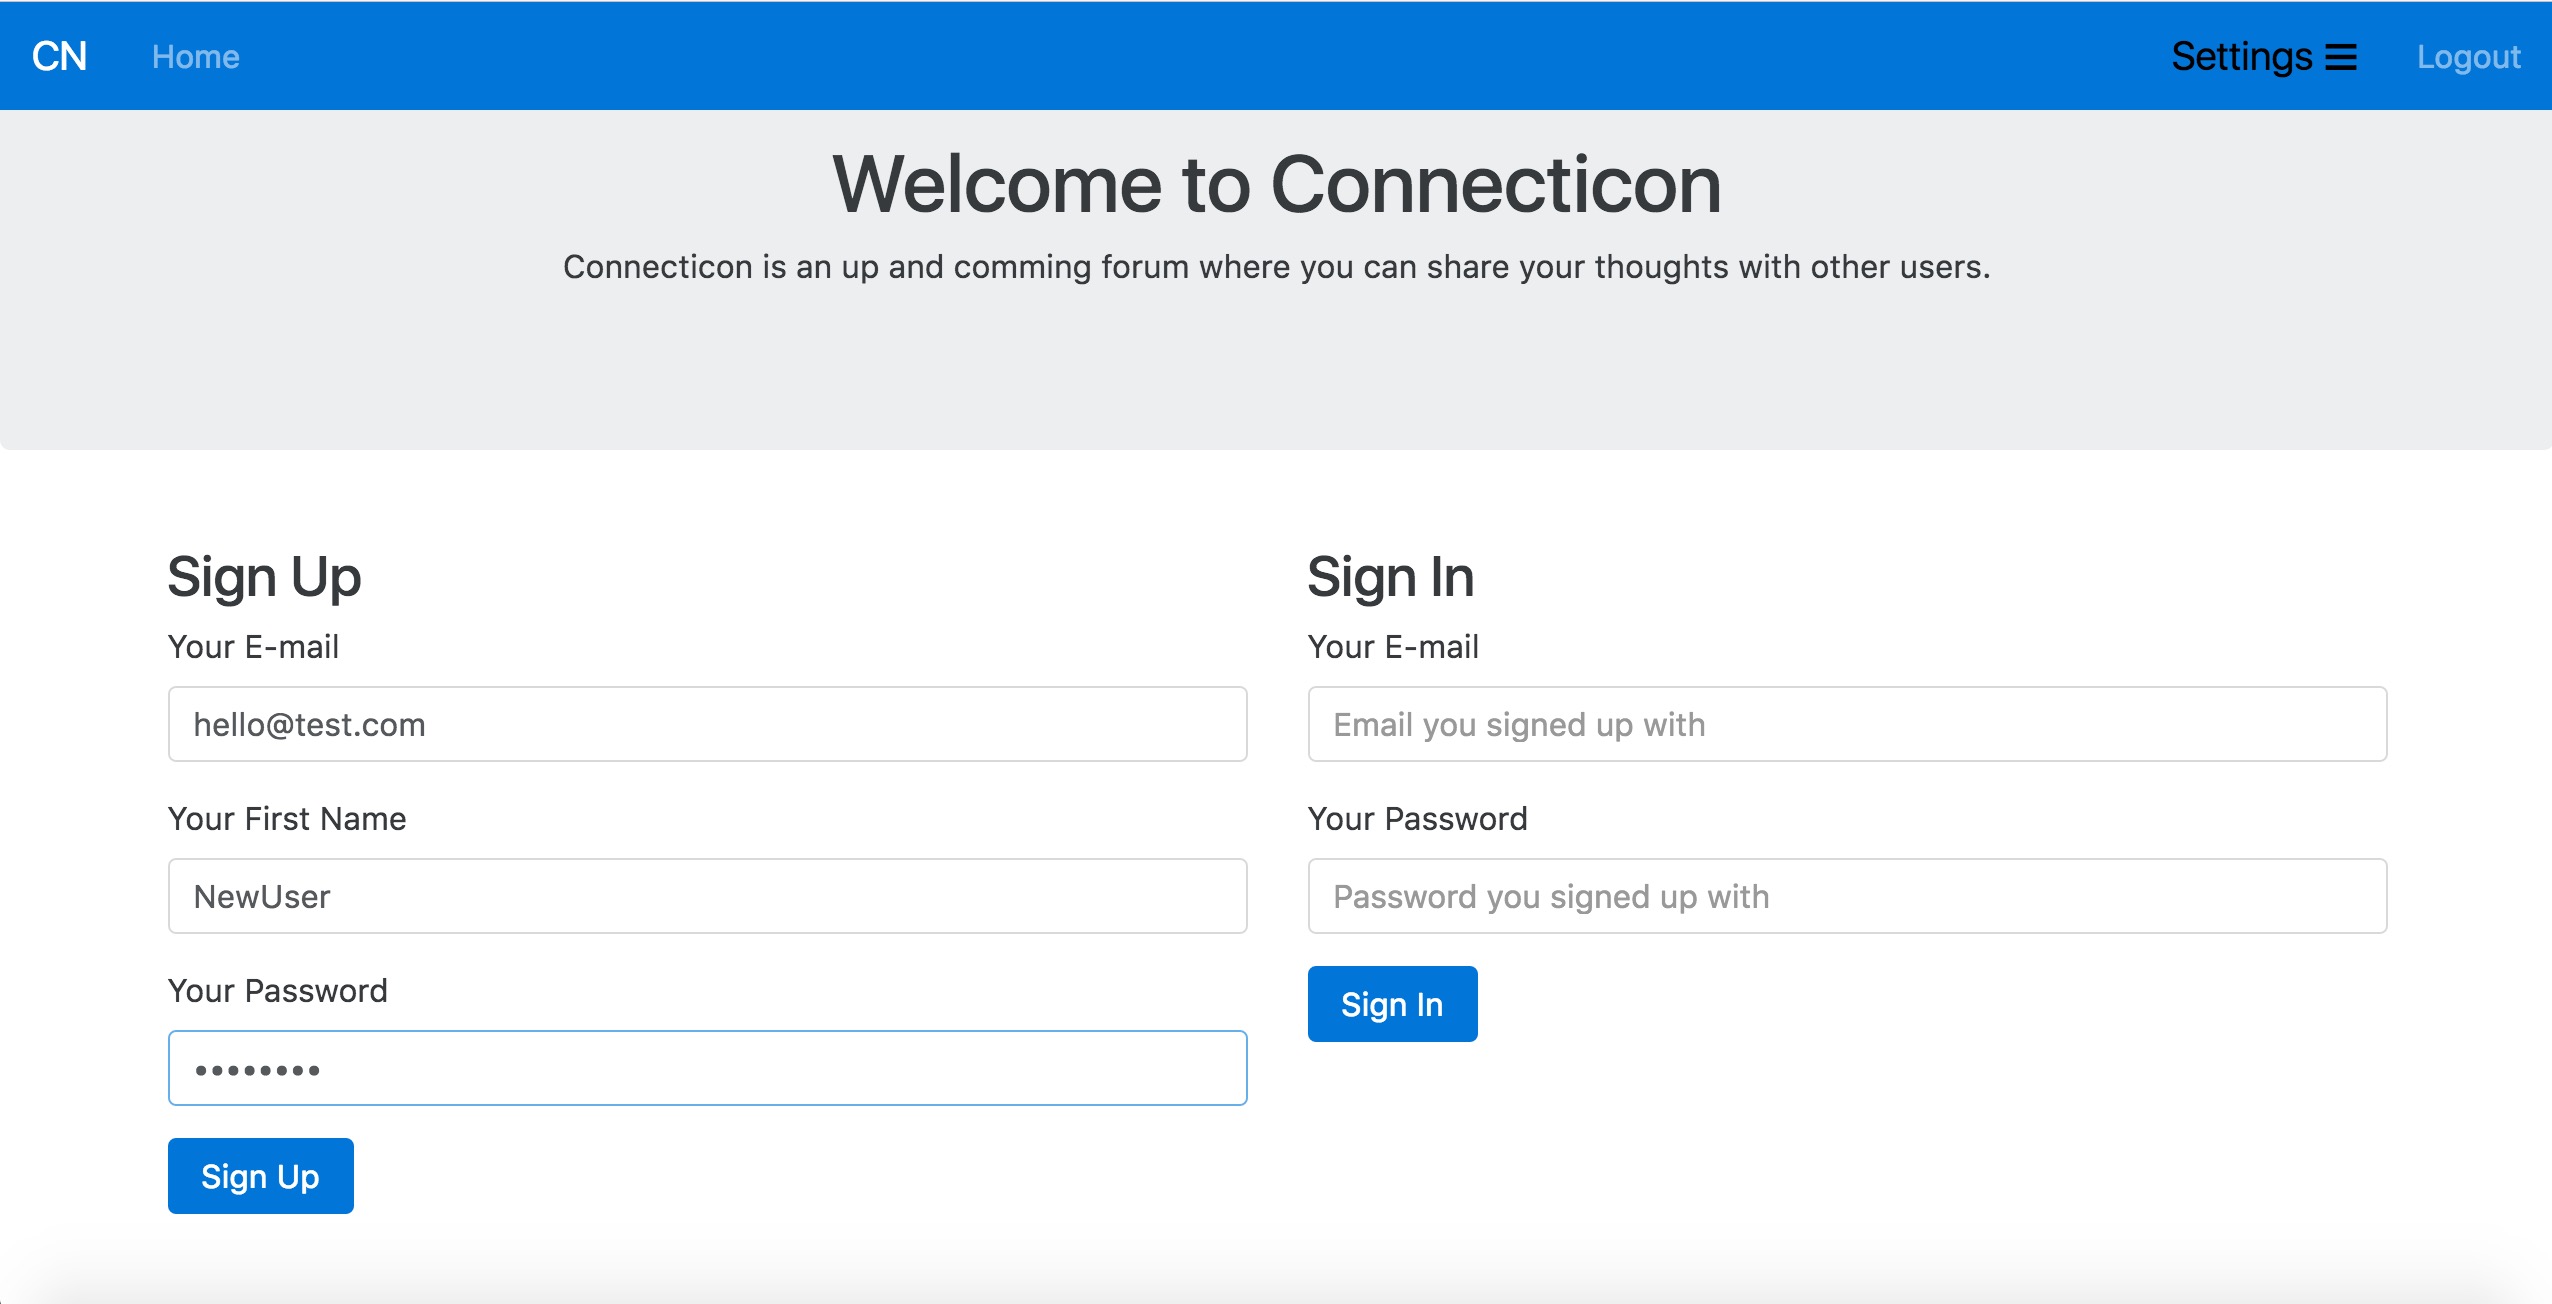 CN Home Settings Logout
Welcome to Connecticon
Connecticon is an up and comming forum where you can share your thoughts with other users.
Sign Up
Your E-mail
hello@test.com
Your First Name
NewUser
Your Password
••••••••
Sign Up
Sign In
Your E-mail
Email you signed up with
Your Password
Password you signed up with
Sign In